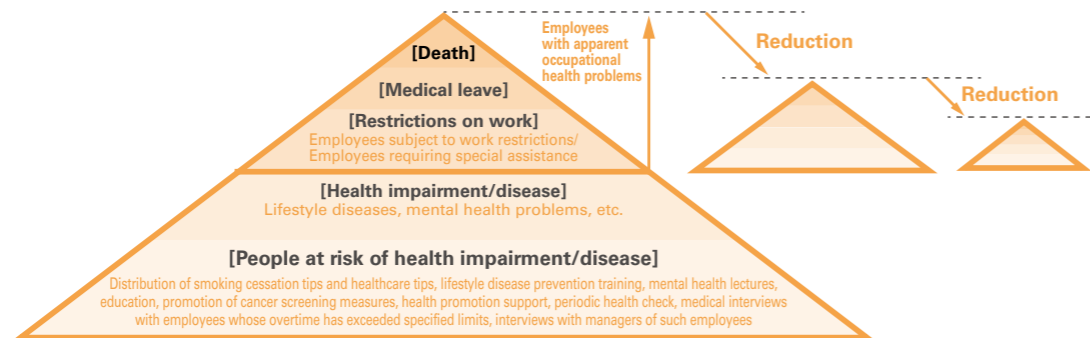 [Death]
[Medical leave]
[Restrictions on work]
Employees subject to work restrictions/
Employees requiring special assistance
[Health impairment/disease]
Lifestyle diseases, mental health problems, etc.
[People at risk of health impairment/disease]
Distribution of smoking cessation tips and healthcare tips, lifestyle disease prevention training, mental health lectures,
education, promotion of cancer screening measures, health promotion support, periodic health check, medical interviews
with employees whose overtime has exceeded specified limits, interviews with managers of such employees
Employees
with apparent
occupational
health problems
Reduction
Reduction